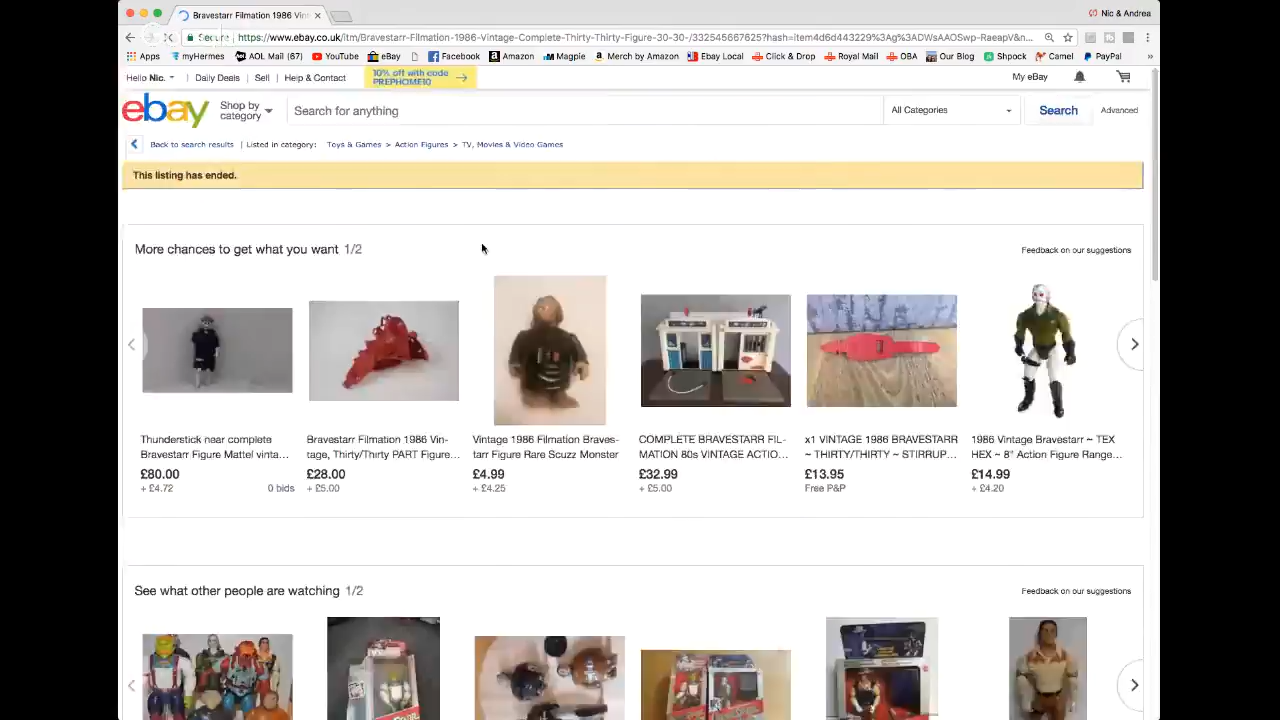 Bravestarr Filmation 1986 Vin
Nic & Andrea
Secure https://www.ebay.co.uk/itm/Bravestarr-Filmation-1986-Vintage-Complete-Thirty-Thirty-Figure-30-30-/332545667625?hash=item4d6d443229%3Ag%3ADWsAAOSwp-RaeapV&n...
Apps myHermes AOL Mail (67) YouTube eBay Facebook Amazon Magpie Merch by Amazon Ebay Local Click & Drop Royal Mail OBA Our Blog Shpock Camel PayPal
Hello Nic. Daily Deals Sell Help & Contact 10% off with code
PREPHOME10
My eBay
ebay Shop by
category
Search for anything All Categories Search Advanced
Back to search results | Listed in category: Toys & Games > Action Figures > TV, Movies & Video Games
This listing has ended.
More chances to get what you want 1/2
Feedback on our suggestions
Thunderstick near complete
Bravestarr Figure Mattel vinta...
£80.00
+ £4.72 0 bids
Bravestarr Filmation 1986 Vin-
tage, Thirty/Thirty PART Figure...
£28.00
+ £5.00
Vintage 1986 Filmation Braves-
tarr Figure Rare Scuzz Monster
£4.99
+ £4.25
COMPLETE BRAVESTARR FIL-
MATION 80s VINTAGE ACTIO...
£32.99
+ £5.00
x1 VINTAGE 1986 BRAVESTARR
~ THIRTY/THIRTY ~ STIRRUP...
£13.95
Free P&P
1986 Vintage Bravestarr ~ TEX
HEX ~ 8" Action Figure Range...
£14.99
+ £4.20
See what other people are watching 1/2
Feedback on our suggestions